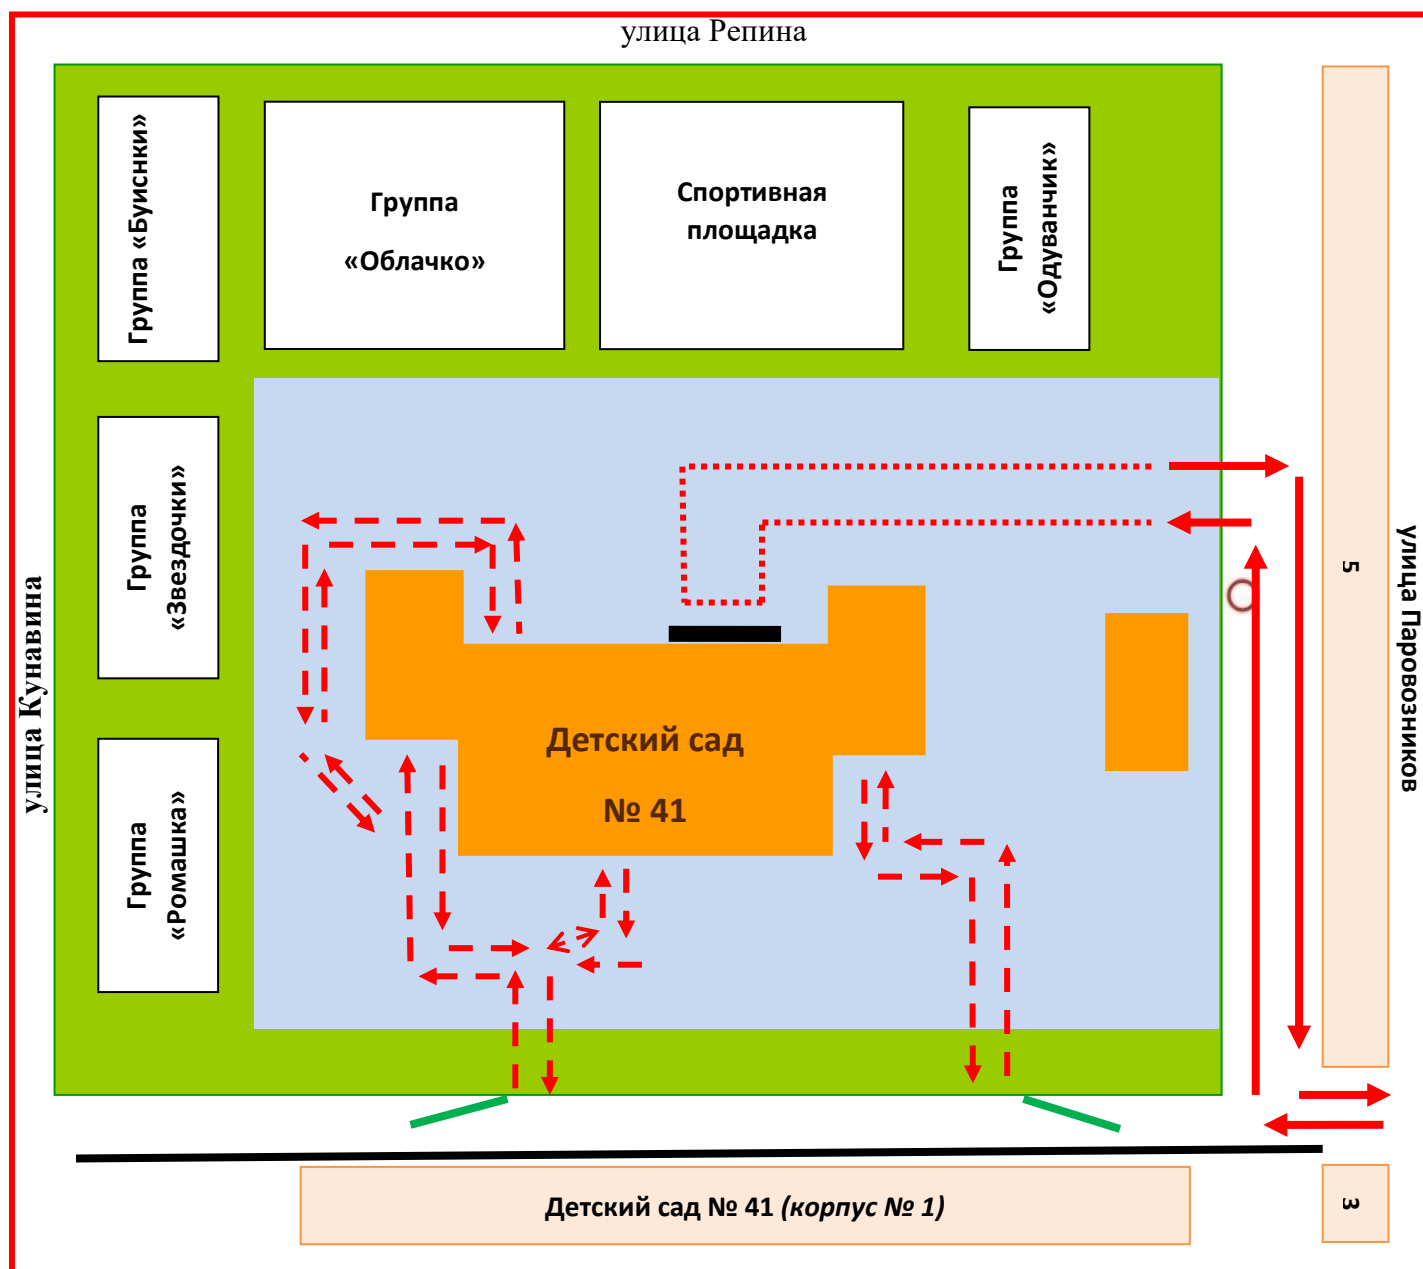 улица Репина
Группа «Буиснки»
Группа
«Облачко»
Спортивная
площадка
Группа
«Одуванчик»
Группа
«Звездочки»
5
улица Паровозников
улица Кунавина
Детский сад
№ 41
Группа
«Ромашка»
Детский сад № 41 (корпус № 1)
3